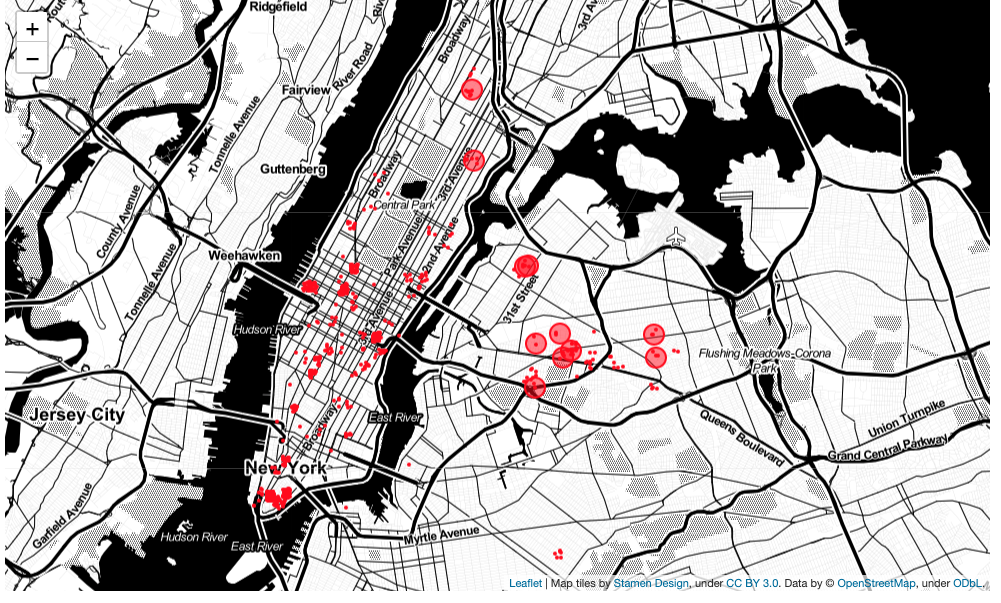 +
−
Ridgefield
Broadway
3rd Av
River Road
Fairview
Tonnelle Avenue
Guttenberg
Broadway
3rd Avenue
Central Park
County Avenue
Park Avenue
2nd Avenue
Weehawken
Tonnelle Avenue
31st Street
Hudson River
Flushing Meadows-Corona
Park
Jersey City
East River
Broadway
Queens Boulevard
Union Turnpike
Grand Central Parkway
New York
Garfield Avenue
Hudson River
East River
Myrtle Avenue
Leaflet | Map tiles by Stamen Design, under CC BY 3.0. Data by © OpenStreetMap, under ODbL.